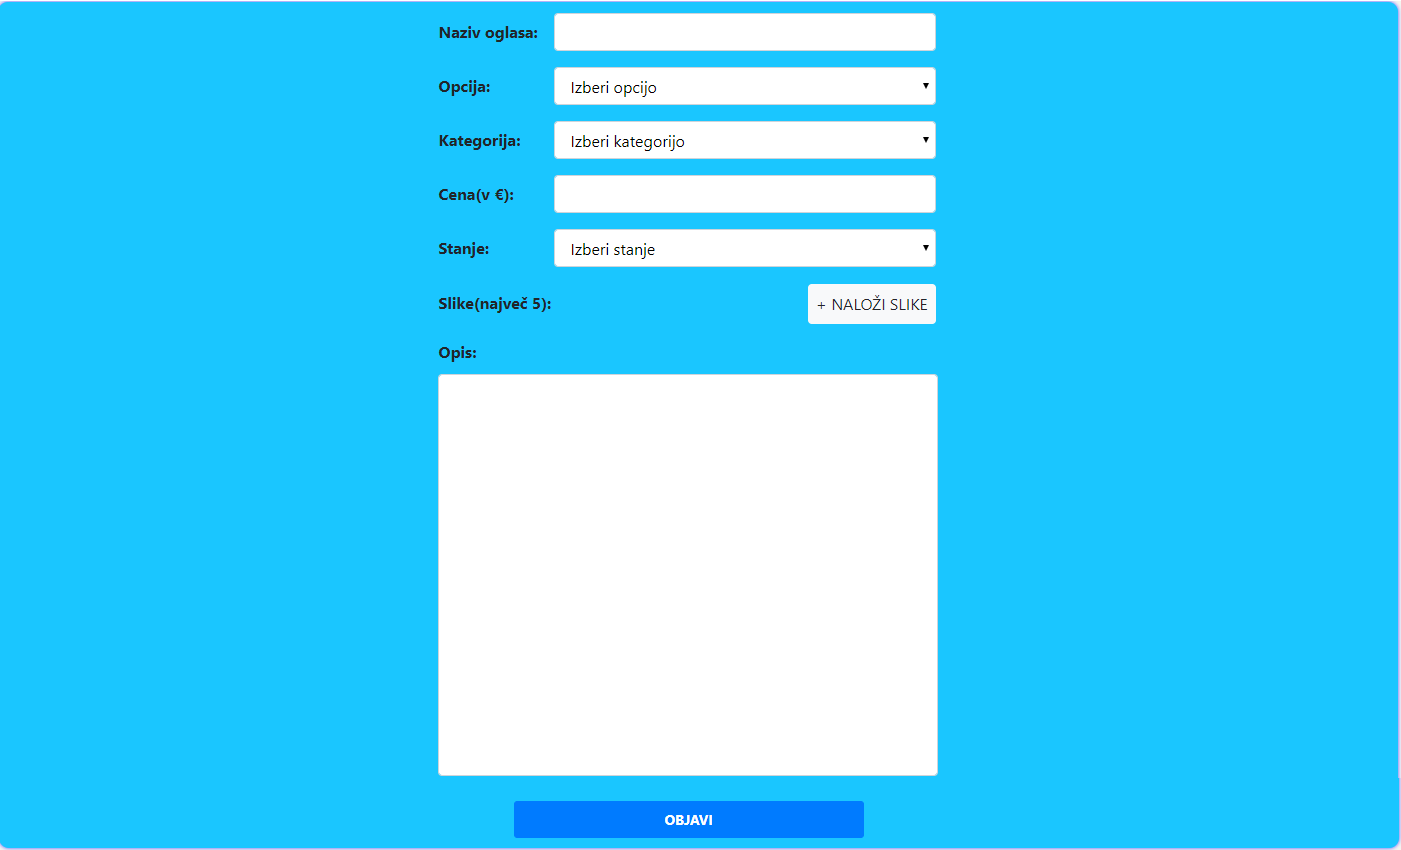 Naziv oglasa:
Opcija: Izberi opcijo
Kategorija: Izberi kategorijo
Cena(v €):
Stanje: Izberi stanje
Slike(največ 5): + NALOŽI SLIKE
Opis:
OBJAVI